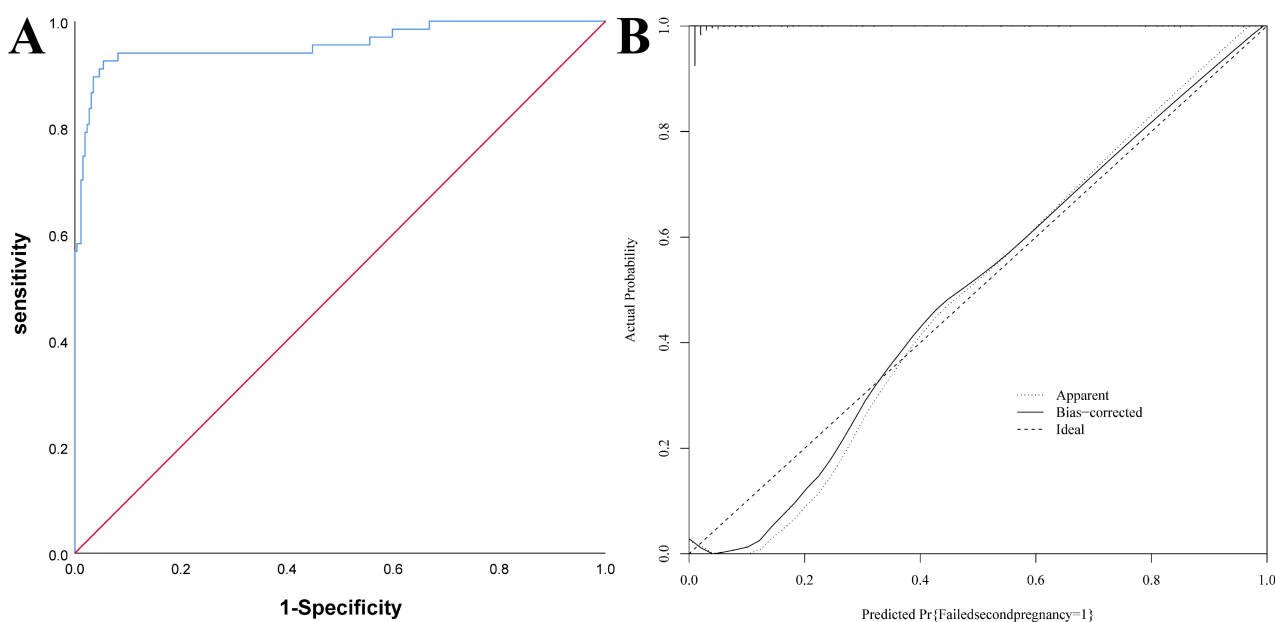 A
1.0
0.8
0.6
0.4
0.2
0.0
sensitivity
0.0 0.2 0.4 0.6 0.8 1.0
1-Specificity
B
1.0
0.8
0.6
0.4
0.2
0.0
Actual Probability
Apparent
Bias−corrected
Ideal
0.0 0.2 0.4 0.6 0.8 1.0
Predicted Pr{Failedsecondpregnancy=1}